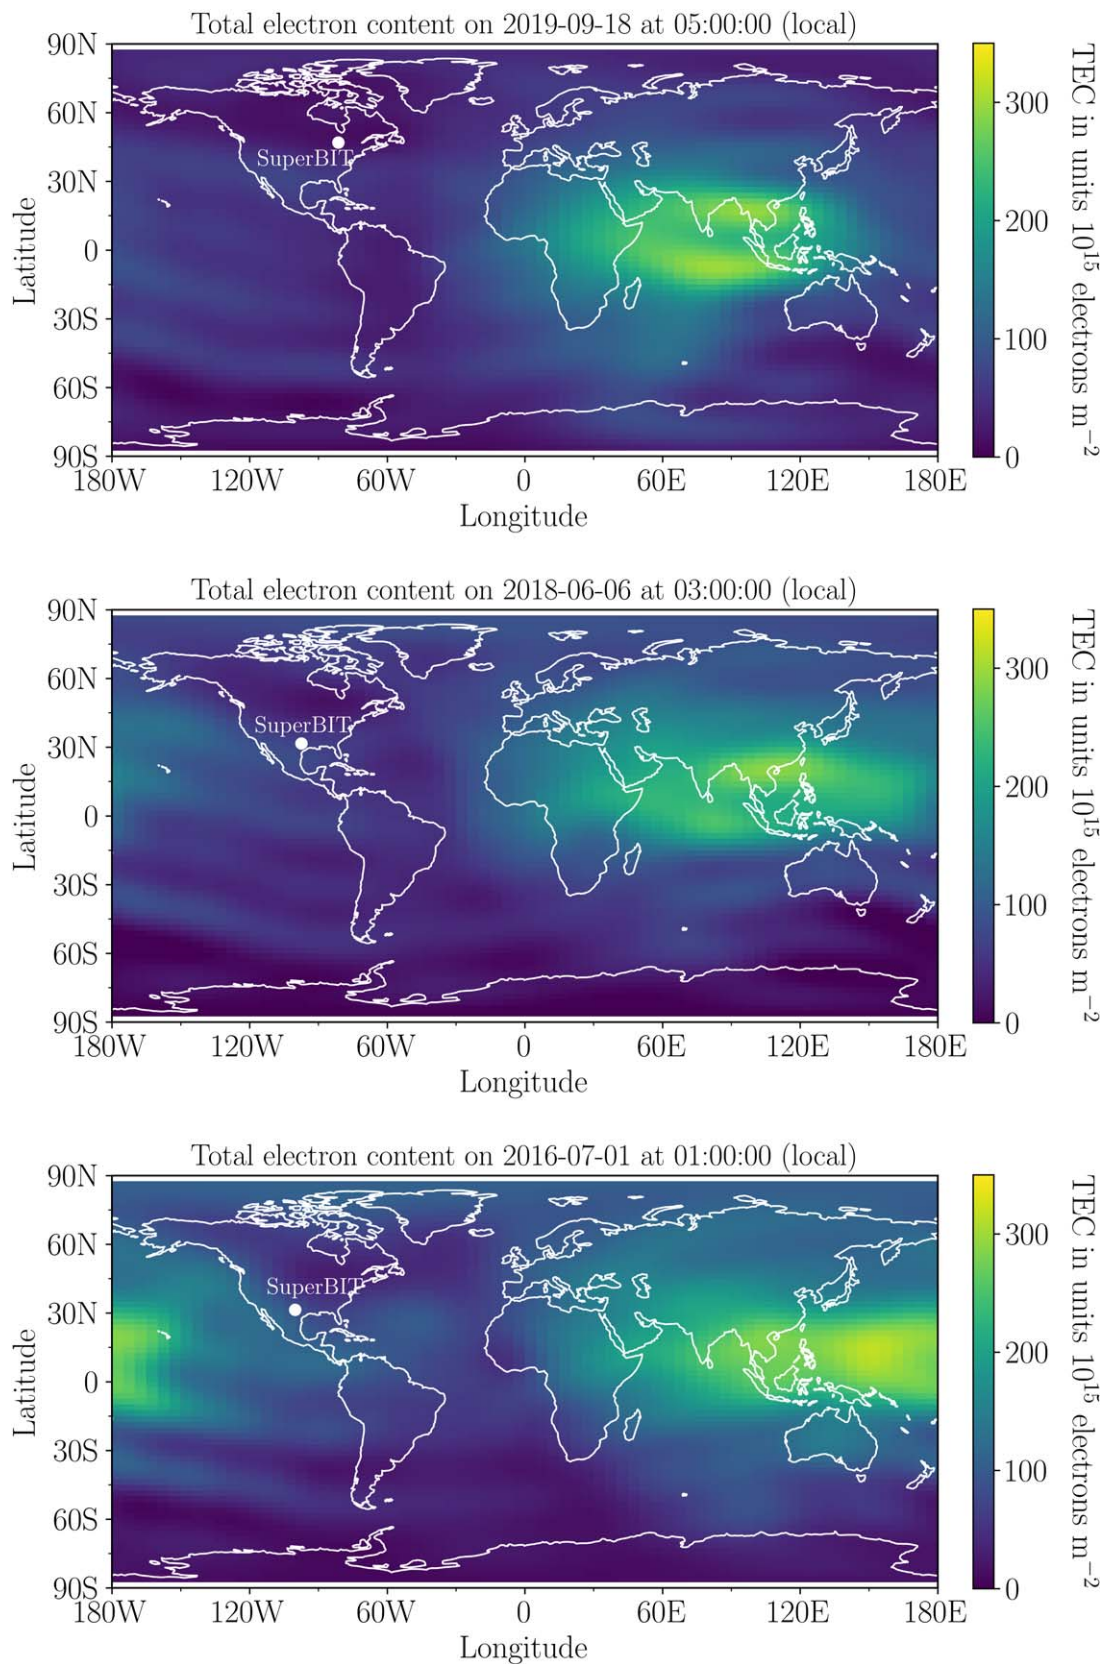 Total electron content on 2019-09-18 at 05:00:00 (local)
90N
60N
30N
0
30S
60S
90S
Latitude
SuperBIT
180W 120W 60W 0 60E 120E 180E
Longitude
300
200
100
0
TEC in units 10¹⁵ electrons m⁻²
Total electron content on 2018-06-06 at 03:00:00 (local)
90N
60N
30N
0
30S
60S
90S
Latitude
SuperBIT
180W 120W 60W 0 60E 120E 180E
Longitude
300
200
100
0
TEC in units 10¹⁵ electrons m⁻²
Total electron content on 2016-07-01 at 01:00:00 (local)
90N
60N
30N
0
30S
60S
90S
Latitude
SuperBIT
180W 120W 60W 0 60E 120E 180E
Longitude
300
200
100
0
TEC in units 10¹⁵ electrons m⁻²